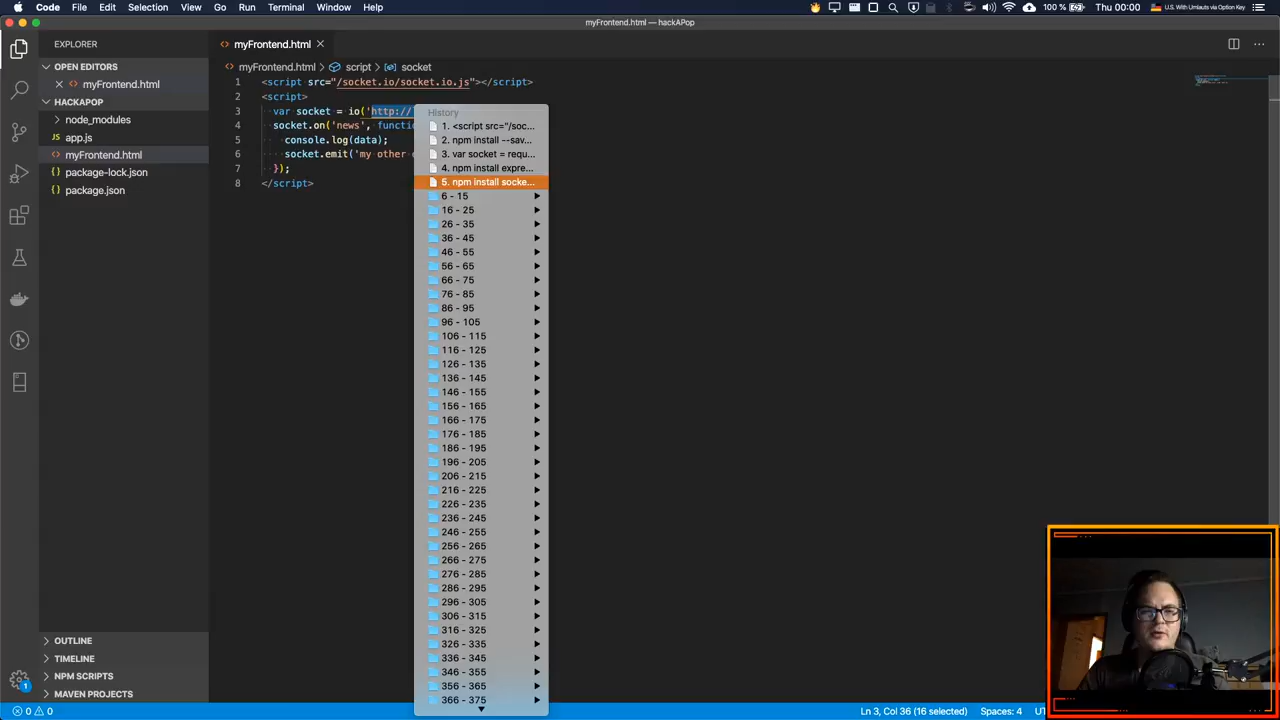 Code File Edit Selection View Go Run Terminal Window Help
100 % Thu 00:00 U.S. With Umlauts via Option Key
myFrontend.html — hackAPop
EXPLORER
OPEN EDITORS
myFrontend.html
HACKAPOP
node_modules
app.js
myFrontend.html
package-lock.json
package.json
OUTLINE
TIMELINE
NPM SCRIPTS
MAVEN PROJECTS
myFrontend.html
myFrontend.html > script > socket
1 <script src="/socket.io/socket.io.js"></script>
2 <script>
3 var socket = io('http://
4 socket.on('news', functi
5 console.log(data);
6 socket.emit('my other
7 });
8 </script>
History
1. <script src="/soc...
2. npm install --sav...
3. var socket = requ...
4. npm install expre...
5. npm install socke...
6 - 15
16 - 25
26 - 35
36 - 45
46 - 55
56 - 65
66 - 75
76 - 85
86 - 95
96 - 105
106 - 115
116 - 125
126 - 135
136 - 145
146 - 155
156 - 165
166 - 175
176 - 185
186 - 195
196 - 205
206 - 215
216 - 225
226 - 235
236 - 245
246 - 255
256 - 265
266 - 275
276 - 285
286 - 295
296 - 305
306 - 315
316 - 325
326 - 335
336 - 345
346 - 355
356 - 365
366 - 375
1
0 0
Ln 3, Col 36 (16 selected) Spaces: 4